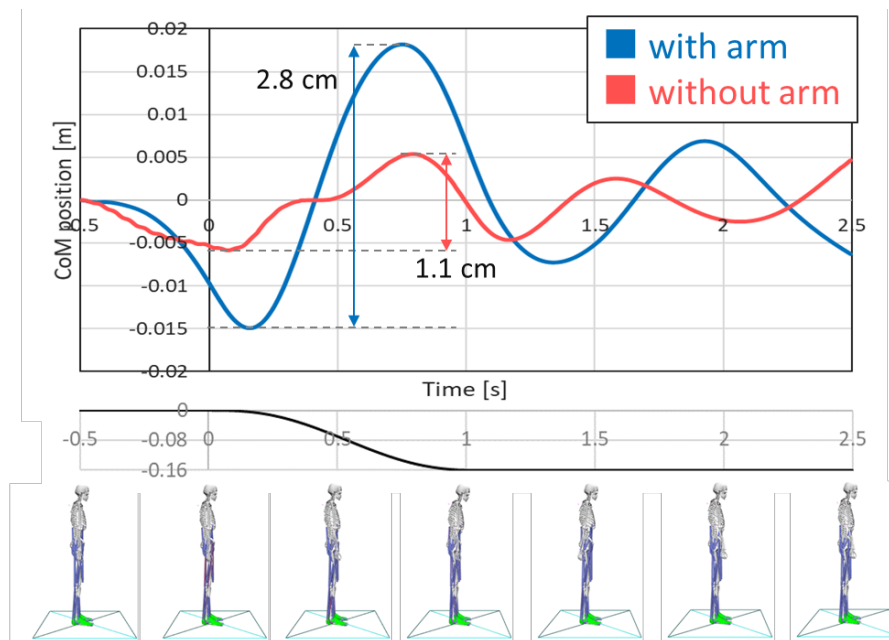 0.02
with arm
without arm
0.015
2.8 cm
0.01
0.005
0
-0.5 0 0.5 1 1.5 2 2.5
-0.005
1.1 cm
-0.01
-0.015
-0.02
CoM position [m]
Time [s]
0
-0.5 -0.08 0 0.5 1 1.5 2 2.5
-0.16